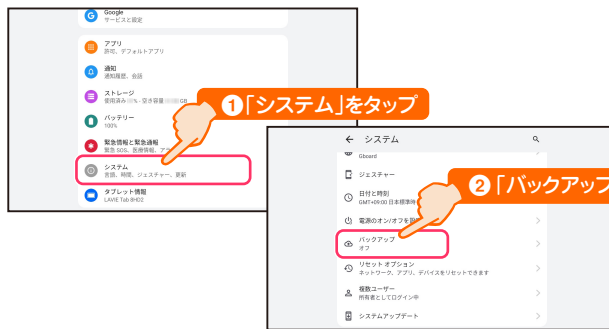 Google
サービスと設定
アプリ
許可、デフォルトアプリ
通知
通知履歴、会話
ストレージ
使用済み % - 空き容量 GB
バッテリー
100%
緊急情報と緊急通報
緊急 SOS、医療情報、ア
システム
言語、時間、ジェスチャー、更新
タブレット情報
LAVIE Tab 8HD2
❶「システム」をタップ
← システム
Gboard
ジェスチャー
日付と時刻
GMT+09:00 日本標準時
電源のオン/オフを
バックアップ
オフ
リセット オプション
ネットワーク、アプリ、デバイスをリセットできます
複数ユーザー
所有者としてログイン中
システムアップデート
❷「バックアップ